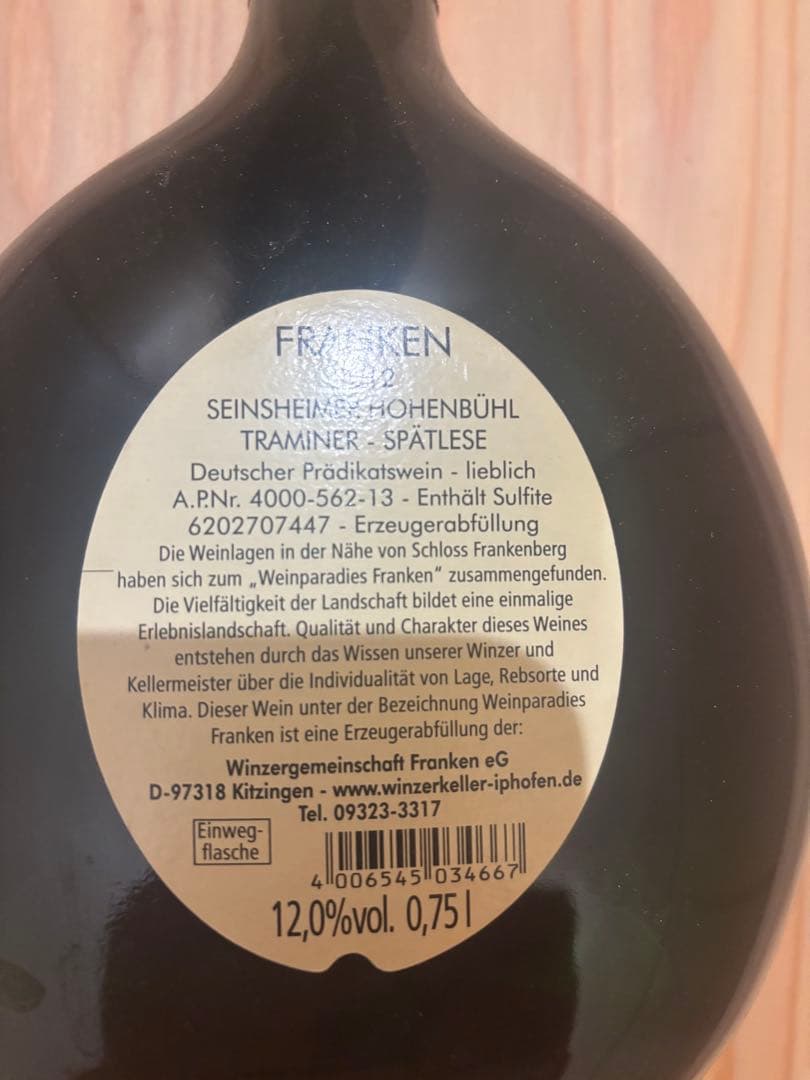 FRANKEN
SEINSHEIMER HOHENBÜHL
TRAMINER - SPÄTLESE
Deutscher Prädikatswein - lieblich
A.P.Nr. 4000-562-13 - Enthält Sulfite
6202707447 - Erzeugerabfüllung
Die Weinlagen in der Nähe von Schloss Frankenberg
haben sich zum „Weinparadies Franken“ zusammengefunden.
Die Vielfältigkeit der Landschaft bildet eine einmalige
Erlebnislandschaft. Qualität und Charakter dieses Weines
entstehen durch das Wissen unserer Winzer und
Kellermeister über die Individualität von Lage, Rebsorte und
Klima. Dieser Wein unter der Bezeichnung Weinparadies
Franken ist eine Erzeugerabfüllung der:
Winzergemeinschaft Franken eG
D-97318 Kitzingen - www.winzerkeller-iphofen.de
Tel. 09323-3317
Einweg-
flasche
4 006545 034667
12,0%vol. 0,75 l